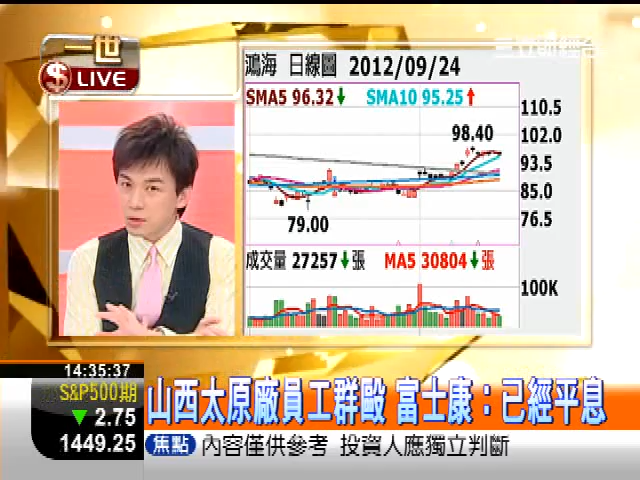 一世
$ LIVE
鴻海 日線圖 2012/09/24
SMA5 96.32↓ SMA10 95.25↑
110.5
102.0
93.5
85.0
76.5
98.40
79.00
成交量 27257↓張 MA5 30804↓張
100K
14:35:37
S&P500期
▼2.75
1449.25
山西太原廠員工群毆 富士康：已經平息
焦點 內容僅供參考 投資人應獨立判斷